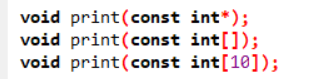 void print(const int*);
void print(const int[]);
void print(const int[10]);